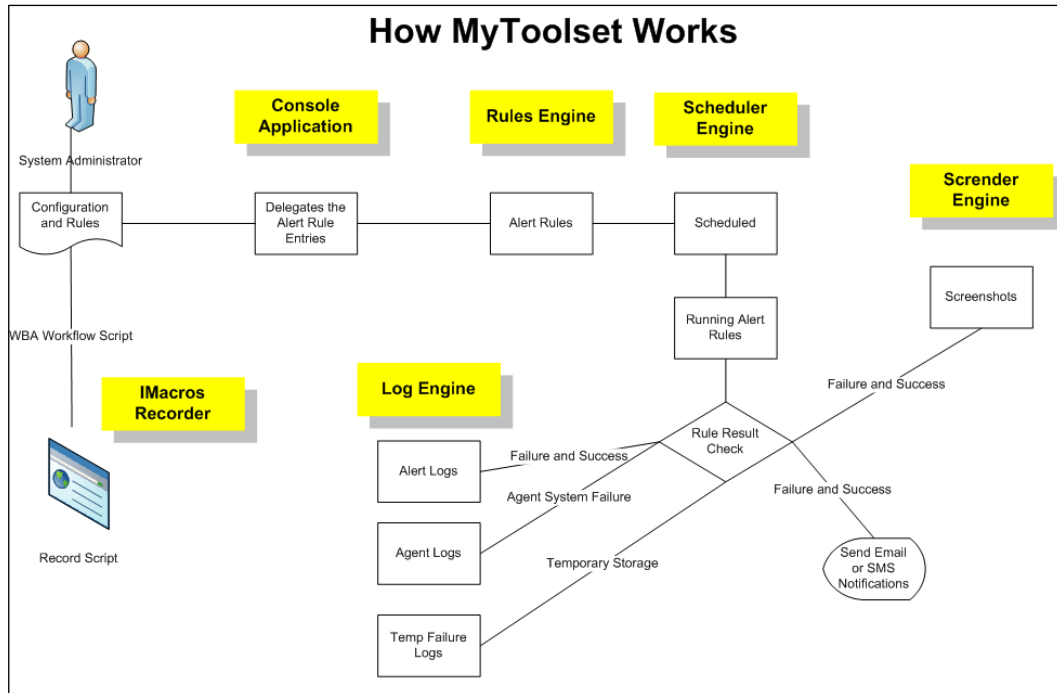 How MyToolset Works
System Administrator
Console
Application
Rules Engine
Scheduler
Engine
Scrender
Engine
Configuration
and Rules
Delegates the
Alert Rule
Entries
Alert Rules
Scheduled
Screenshots
Running Alert
Rules
WBA Workflow Script
IMacros
Recorder
Log Engine
Failure and Success
Rule Result
Check
Alert Logs
Failure and Success
Agent System Failure
Failure and Success
Agent Logs
Record Script
Temporary Storage
Send Email
or SMS
Notifications
Temp Failure
Logs